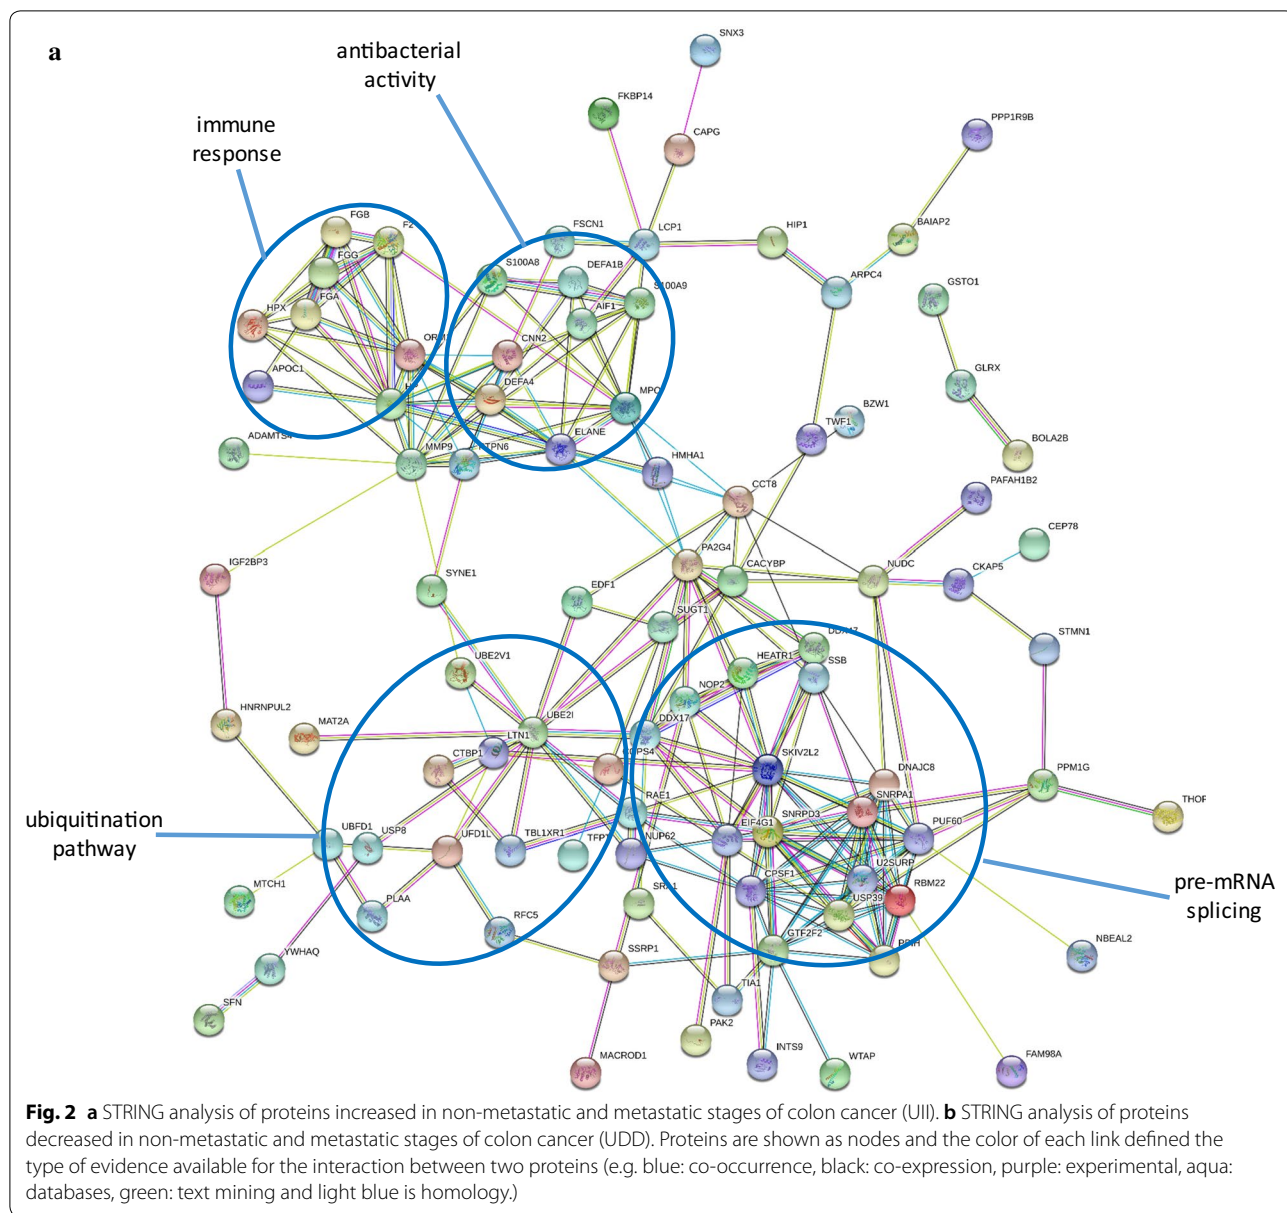 a
SNX3
antibacterial
activity
FKBP14
CAPG
PPP1R9B
immune
response
FGB
F2
FSCN1
LCP1
HIP1
BAIAP2
FGG
S100A8
DEFA1B
S100A9
ARPC4
GSTO1
HPX
FGA
AIF1
ORM1
CNN2
APOC1
HP
DEFA4
MPO
GLRX
BZW1
TWF1
ADAMTS4
MMP9
PTPN6
ELANE
HMHA1
BOLA2B
CCT8
PAFAH1B2
CEP78
IGF2BP3
PA2G4
CACYBP
NUDC
CKAP5
SYNE1
EDF1
SUGT1
STMN1
UBE2V1
HEATR1
DDX47
SSB
NOP2
HNRNPUL2
MAT2A
UBE2I
DDX17
LTN1
CTBP1
COPS4
SKIV2L2
DNAJC8
PPM1G
SNRPA1
RAE1
EIF4G1
SNRPD3
PUF60
ubiquitination
pathway
UBFD1
USP8
UFD1L
TBL1XR1
TFPT
NUP62
U2SURP
CPSF1
RBM22
USP39
pre-mRNA
splicing
MTCH1
PLAA
SRA1
RFC5
GTF2F2
PPIH
NBEAL2
YWHAQ
SSRP1
SFN
TIA1
PAK2
MACROD1
INTS9
WTAP
FAM98A
Fig. 2 a STRING analysis of proteins increased in non-metastatic and metastatic stages of colon cancer (UII). b STRING analysis of proteins
decreased in non-metastatic and metastatic stages of colon cancer (UDD). Proteins are shown as nodes and the color of each link defined the
type of evidence available for the interaction between two proteins (e.g. blue: co-occurrence, black: co-expression, purple: experimental, aqua:
databases, green: text mining and light blue is homology.)